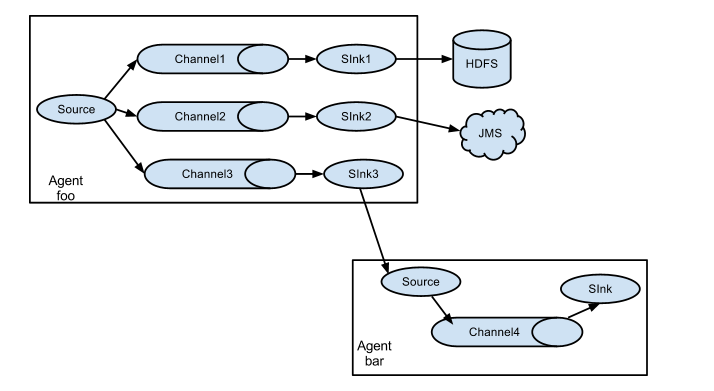 Channel1
SInk1
HDFS
Source
Channel2
SInk2
JMS
Channel3
SInk3
Agent
foo
Source
SInk
Channel4
Agent
bar